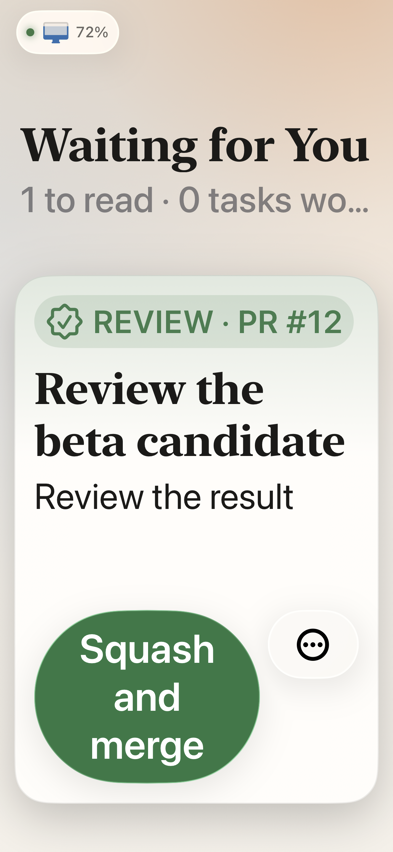 72%
Waiting for You
1 to read · 0 tasks wo...
REVIEW · PR #12
Review the
beta candidate
Review the result
Squash
and
merge